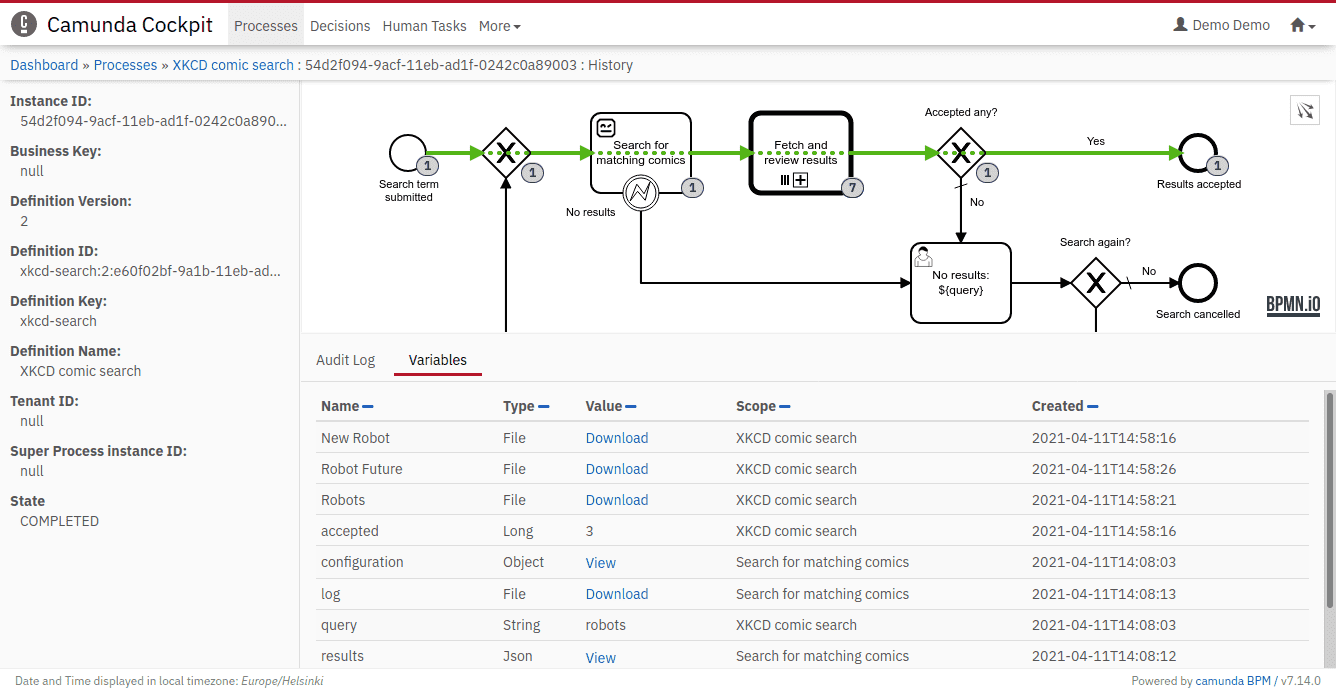 Camunda Cockpit Processes Decisions Human Tasks More Demo Demo
Dashboard » Processes » XKCD comic search : 54d2f094-9acf-11eb-ad1f-0242c0a89003 : History
Instance ID:
54d2f094-9acf-11eb-ad1f-0242c0a890...
Business Key:
null
Definition Version:
2
Definition ID:
xkcd-search:2:e60f02bf-9a1b-11eb-ad...
Definition Key:
xkcd-search
Definition Name:
XKCD comic search
Tenant ID:
null
Super Process instance ID:
null
State
COMPLETED
Search term
submitted
1
1
Search for
matching comics
1
No results
Fetch and
review results
7
Accepted any?
1
Yes
1
Results accepted
No
No results:
${query}
Search again?
No
Search cancelled
BPMN.iO
Audit Log Variables
Name Type Value Scope Created
New Robot File Download XKCD comic search 2021-04-11T14:58:16
Robot Future File Download XKCD comic search 2021-04-11T14:58:26
Robots File Download XKCD comic search 2021-04-11T14:58:21
accepted Long 3 XKCD comic search 2021-04-11T14:58:16
configuration Object View Search for matching comics 2021-04-11T14:08:03
log File Download Search for matching comics 2021-04-11T14:08:13
query String robots XKCD comic search 2021-04-11T14:08:03
results Json View Search for matching comics 2021-04-11T14:08:12
Date and Time displayed in local timezone: Europe/Helsinki Powered by camunda BPM / v7.14.0